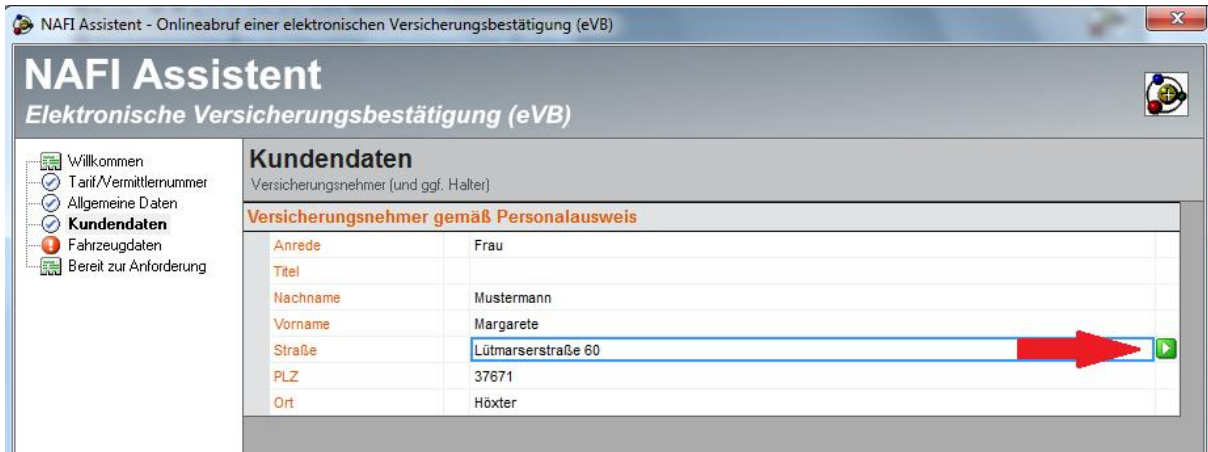 NAFI Assistent - Onlineabruf einer elektronischen Versicherungsbestätigung (eVB)
NAFI Assistent
Elektronische Versicherungsbestätigung (eVB)
Willkommen
Tarif/Vermittlernummer
Allgemeine Daten
Kundendaten
Fahrzeugdaten
Bereit zur Anforderung
Kundendaten
Versicherungsnehmer (und ggf. Halter)
Versicherungsnehmer gemäß Personalausweis
Anrede Frau
Titel
Nachname Mustermann
Vorname Margarete
Straße Lütmarserstraße 60
PLZ 37671
Ort Höxter